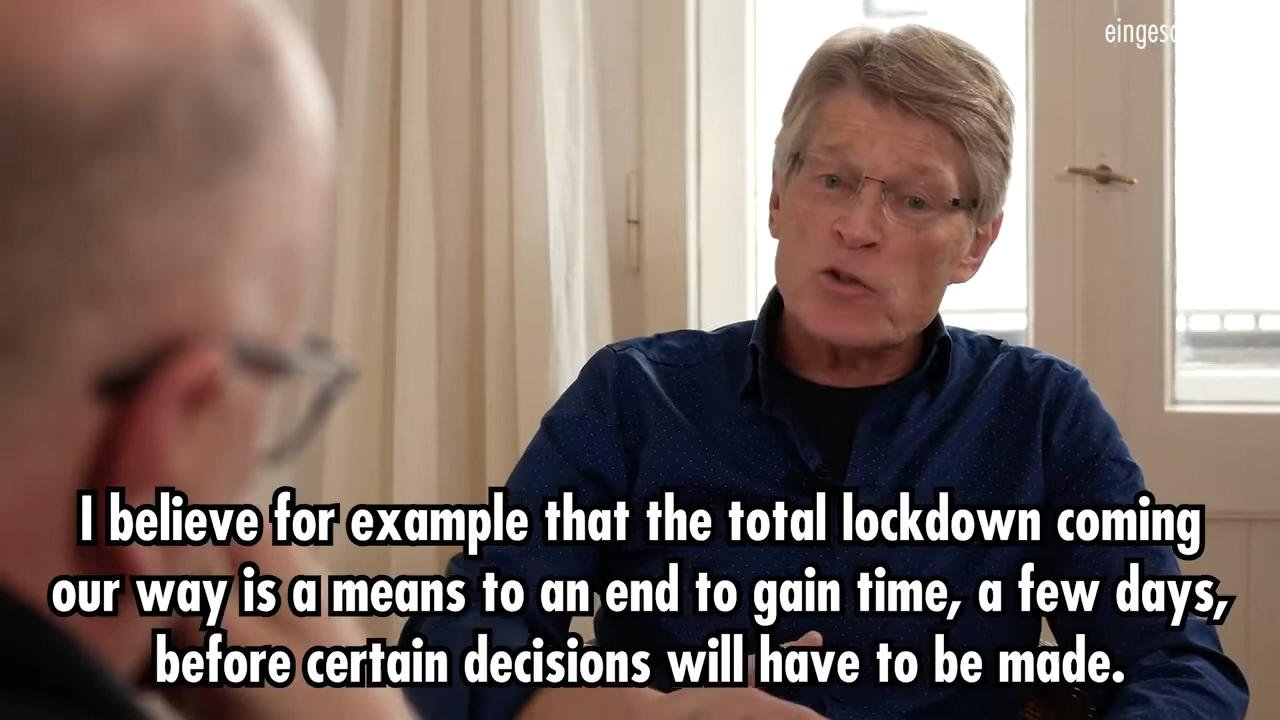 I believe for example that the total lockdown coming
our way is a means to an end to gain time, a few days,
before certain decisions will have to be made.